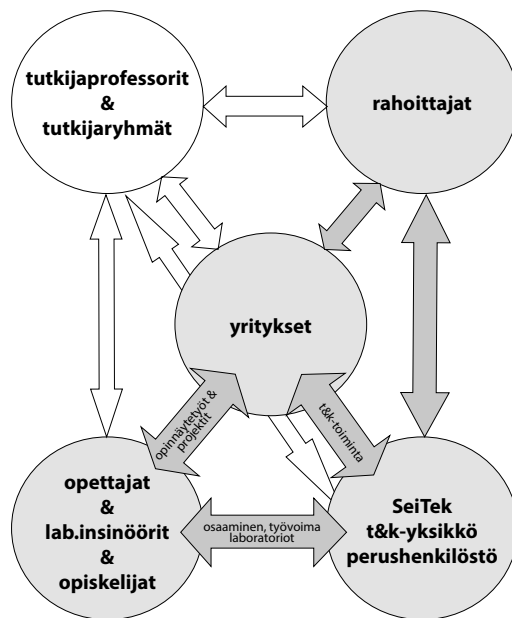 tutkijaprofessorit
&
tutkijaryhmät
rahoittajat
yritykset
opinnäytetyöt &
projektit
t&k-toiminta
opettajat
&
lab.insinöörit
&
opiskelijat
osaaminen, työvoima
laboratoriot
SeiTek
t&k-yksikkö
perushenkilöstö